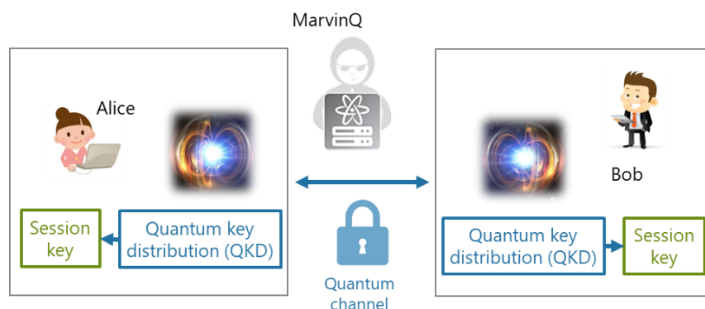 MarvinQ
Alice
Bob
Session
key
Quantum key
distribution (QKD)
Quantum
channel
Quantum key
distribution (QKD)
Session
key